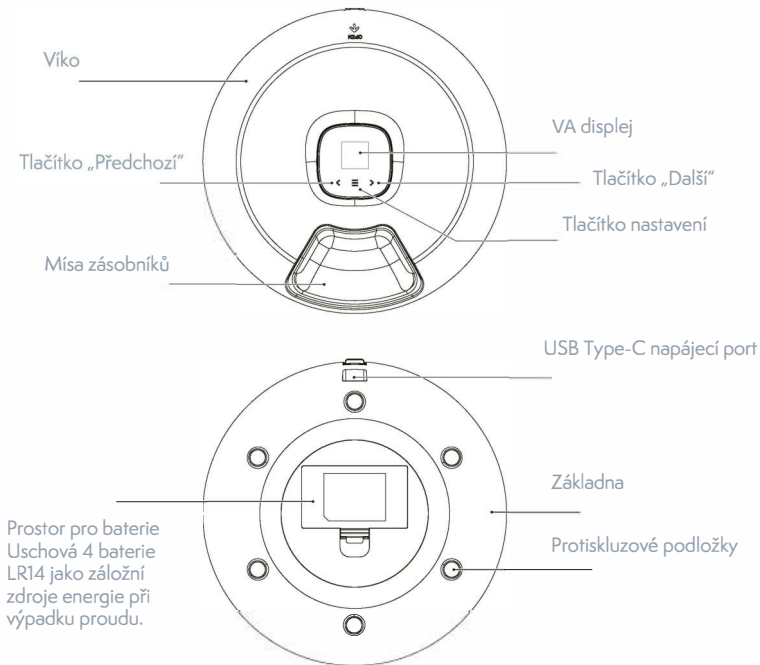 OPEN
Víko
VA displej
Tlačítko „Předchozí“
Tlačítko „Další“
Tlačítko nastavení
Mísa zásobníků
USB Type-C napájecí port
Základna
Prostor pro baterie
Uschová 4 baterie
LR14 jako záložní
zdroje energie při
výpadku proudu.
Protiskluzové podložky